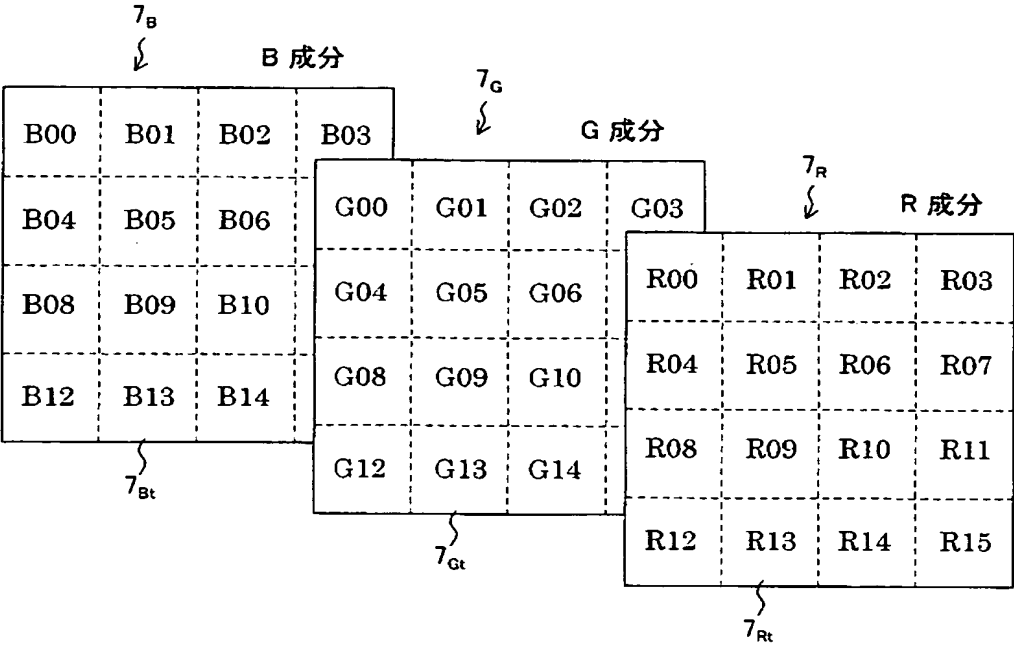 7B
B 成分
B00 B01 B02 B03
B04 B05 B06
B08 B09 B10
B12 B13 B14
7Bt
7G
G 成分
G00 G01 G02 G03
G04 G05 G06
G08 G09 G10
G12 G13 G14
7Gt
7R
R 成分
R00 R01 R02 R03
R04 R05 R06 R07
R08 R09 R10 R11
R12 R13 R14 R15
7Rt